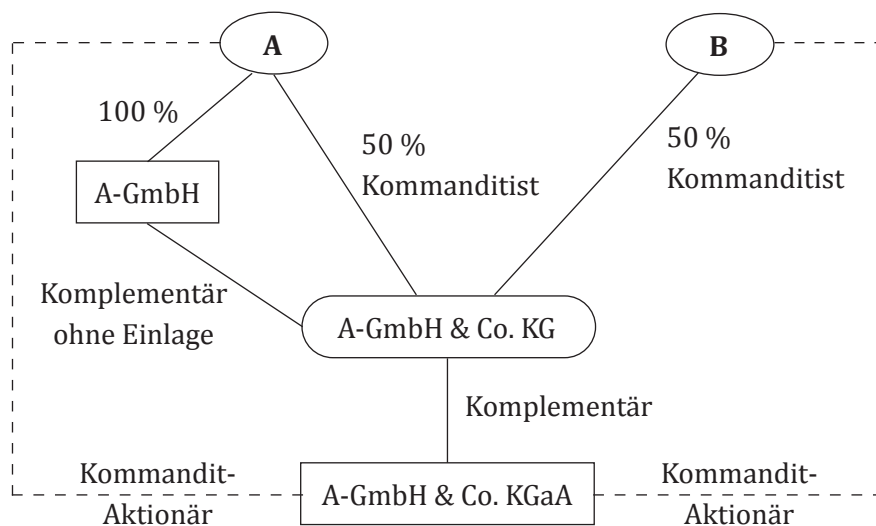 A
B
100 %
50 %
Kommanditist
50 %
Kommanditist
A-GmbH
Komplementär
ohne Einlage
A-GmbH & Co. KG
Komplementär
Kommandit-
Aktionär
A-GmbH & Co. KGaA
Kommandit-
Aktionär